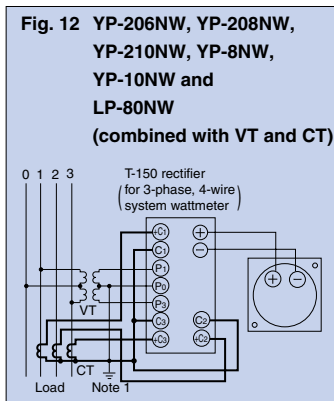 Fig. 12 YP-206NW, YP-208NW,
YP-210NW, YP-8NW,
YP-10NW and
LP-80NW
(combined with VT and CT)
0 1 2 3
T-150 rectifier
(for 3-phase, 4-wire
system wattmeter)
+C1
C1
P1
P0
P3
C3
+C3
C2
+C2
+
−
+
−
VT
CT
Load
Note 1